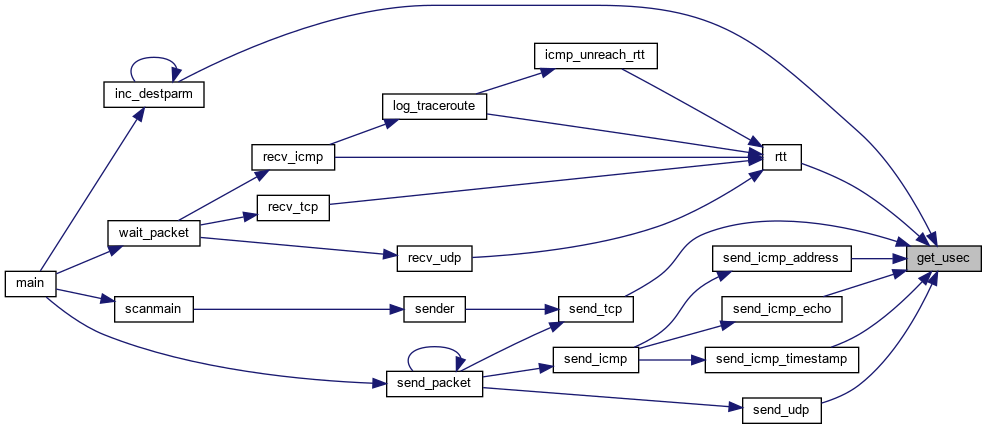 icmp_unreach_rtt
inc_destparm
log_traceroute
recv_icmp
rtt
recv_tcp
wait_packet
recv_udp
send_icmp_address
get_usec
main
scanmain
sender
send_tcp
send_icmp_echo
send_icmp
send_icmp_timestamp
send_packet
send_udp